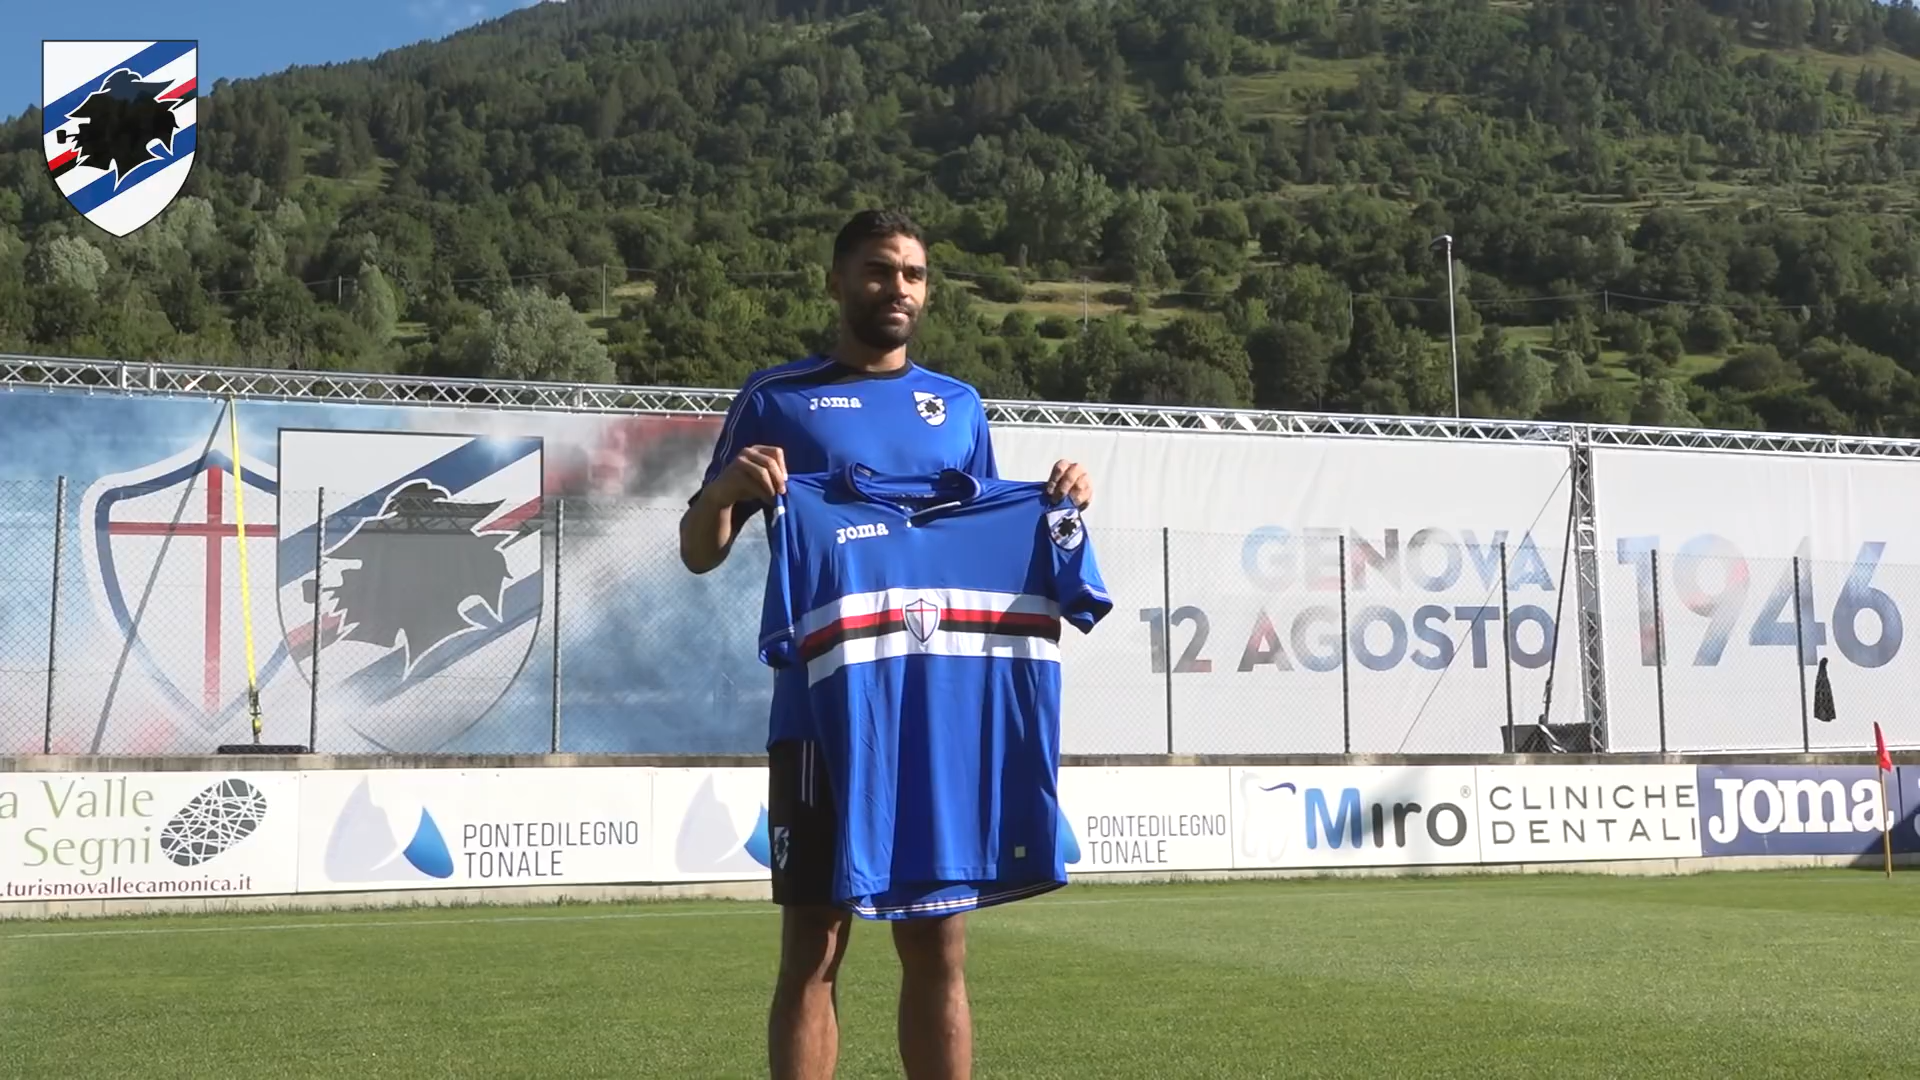 joma
joma
GENOVA
12 AGOSTO
1946
a Valle
Segni
.turismovallecamonica.it
PONTEDILEGNO
TONALE
PONTEDILEGNO
TONALE
Miro®
CLINICHE
DENTALI
Joma